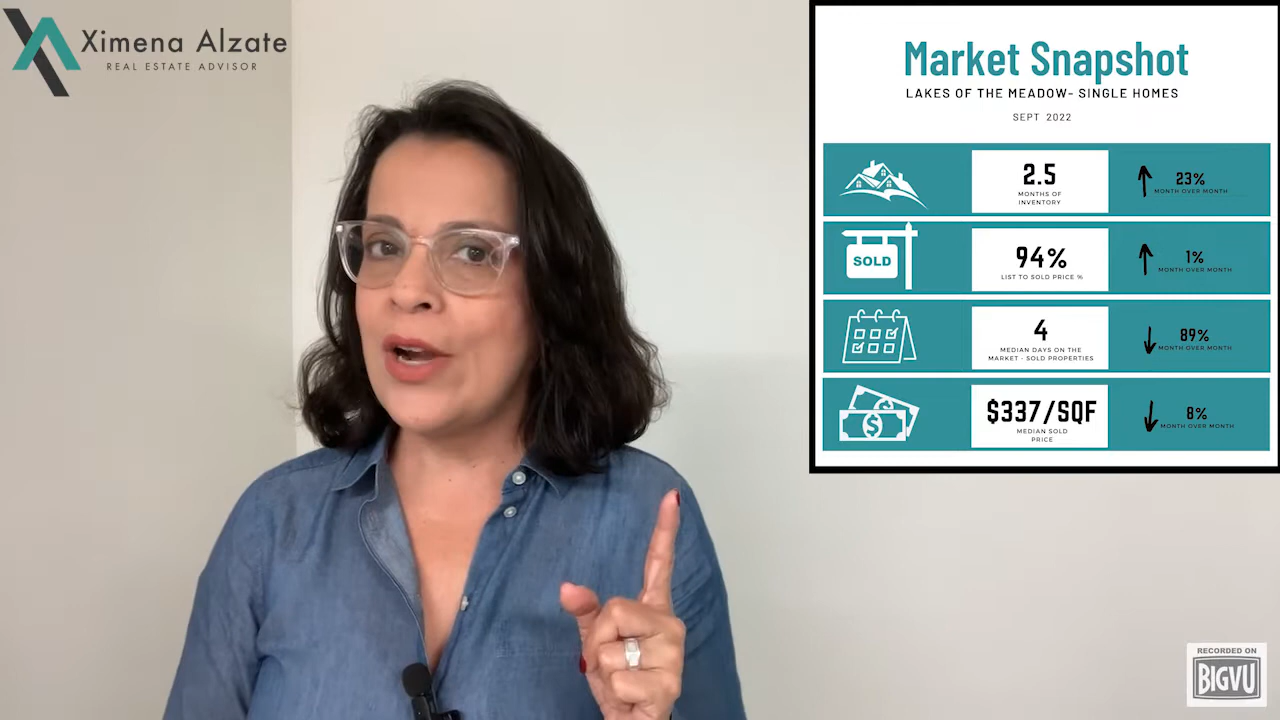 Ximena Alzate
REAL ESTATE ADVISOR
Market Snapshot
LAKES OF THE MEADOW- SINGLE HOMES
SEPT 2022
2.5
MONTHS OF
INVENTORY
23%
MONTH OVER MONTH
SOLD
94%
LIST TO SOLD PRICE %
1%
MONTH OVER MONTH
4
MEDIAN DAYS ON THE
MARKET - SOLD PROPERTIES
89%
MONTH OVER MONTH
$337/SQF
MEDIAN SOLD
PRICE
8%
MONTH OVER MONTH
RECORDED ON
BIGVU